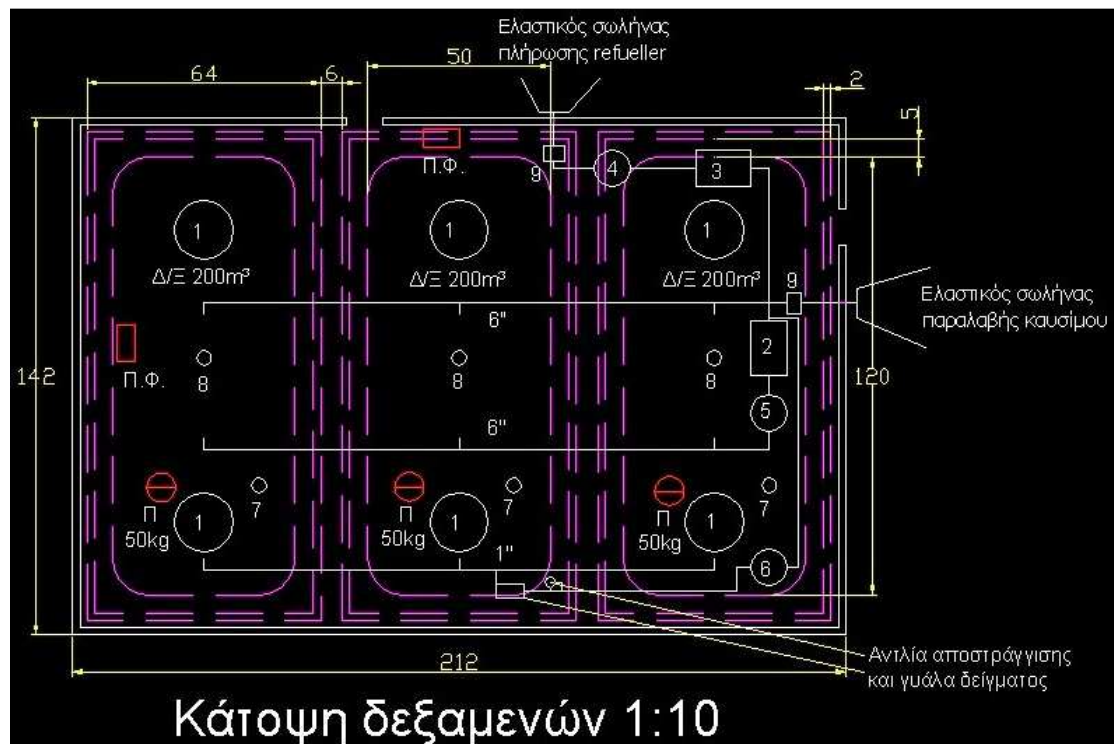 Ελαστικός σωλήνας
πλήρωσης refueller
64
6
50
2
5
Π.Φ.
9
4
3
1
1
1
Δ/Ξ 200m³
Δ/Ξ 200m³
Δ/Ξ 200m³
9
Ελαστικός σωλήνας
παραλαβής καυσίμου
6"
2
142
Π.Φ.
8
8
8
120
5
6"
Π
50kg
1
7
Π
50kg
1
7
Π
50kg
1
7
1"
6
212
Αντλία αποστράγγισης
και γυάλα δείγματος
Κάτοψη δεξαμενών 1:10